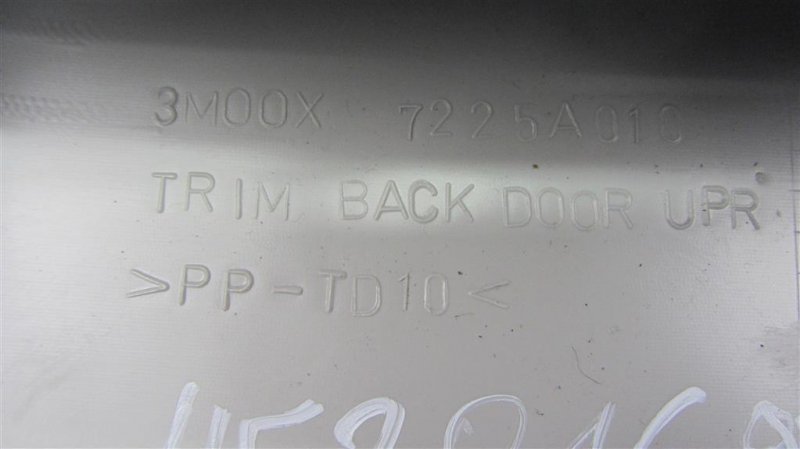 3M00X 7225A010
TRIM BACK DOOR UPR
>PP-TD10<